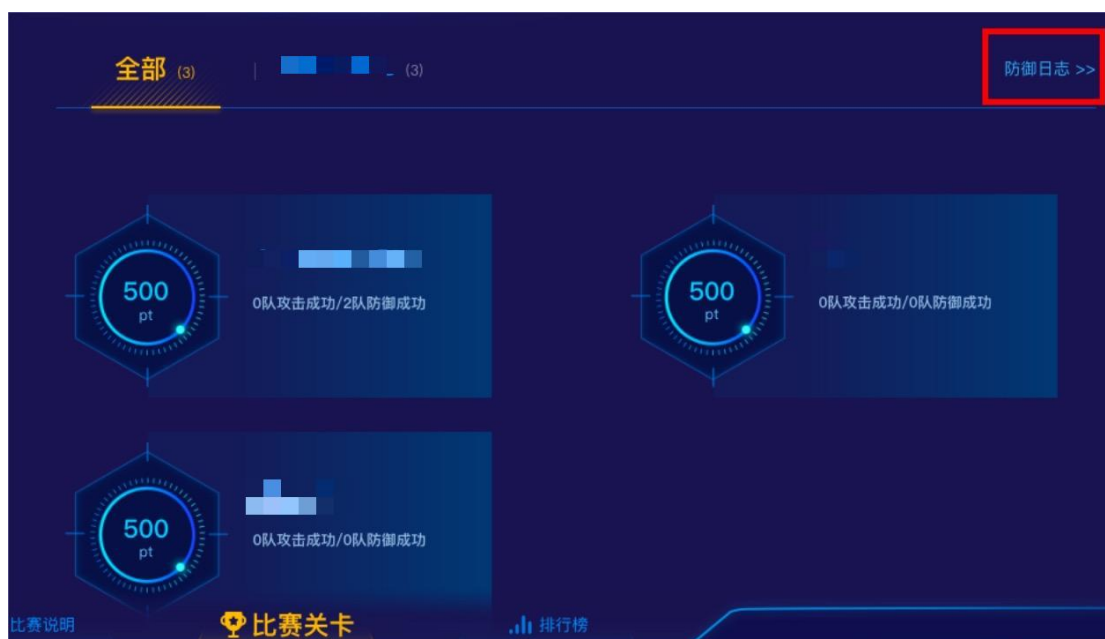 全部 (3)
(3)
防御日志 >>
500
pt
0队攻击成功/2队防御成功
500
pt
0队攻击成功/0队防御成功
500
pt
0队攻击成功/0队防御成功
比赛说明
比赛关卡
排行榜